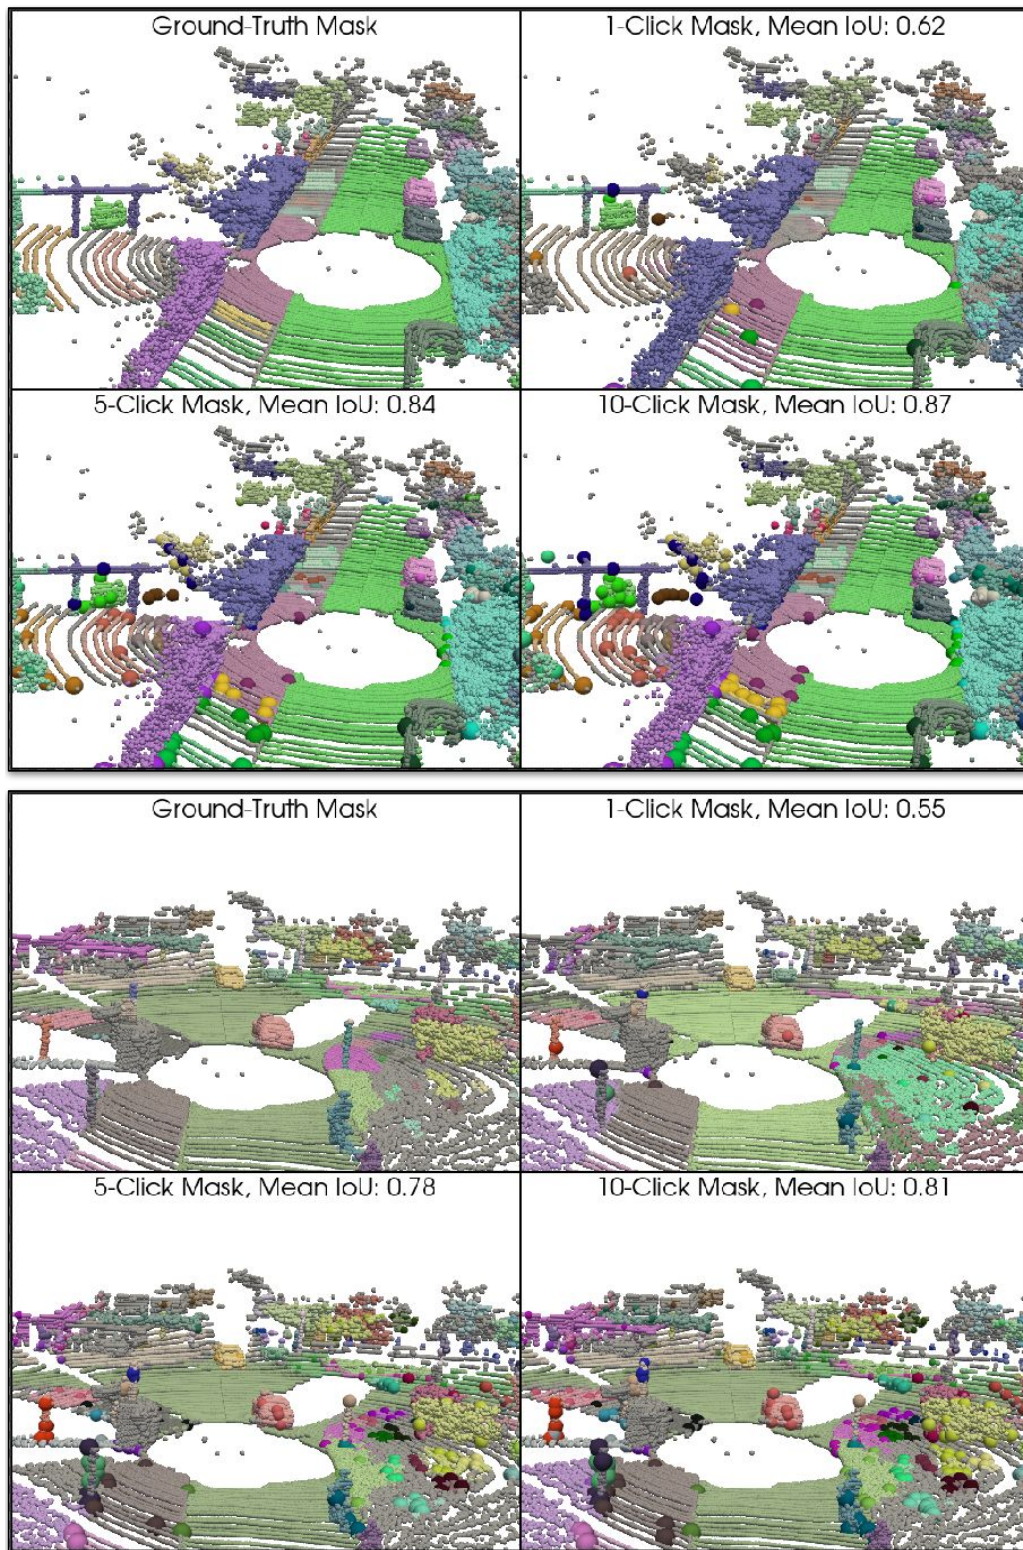 Ground-Truth Mask
1-Click Mask, Mean IoU: 0.62
5-Click Mask, Mean IoU: 0.84
10-Click Mask, Mean IoU: 0.87
Ground-Truth Mask
1-Click Mask, Mean IoU: 0.55
5-Click Mask, Mean IoU: 0.78
10-Click Mask, Mean IoU: 0.81